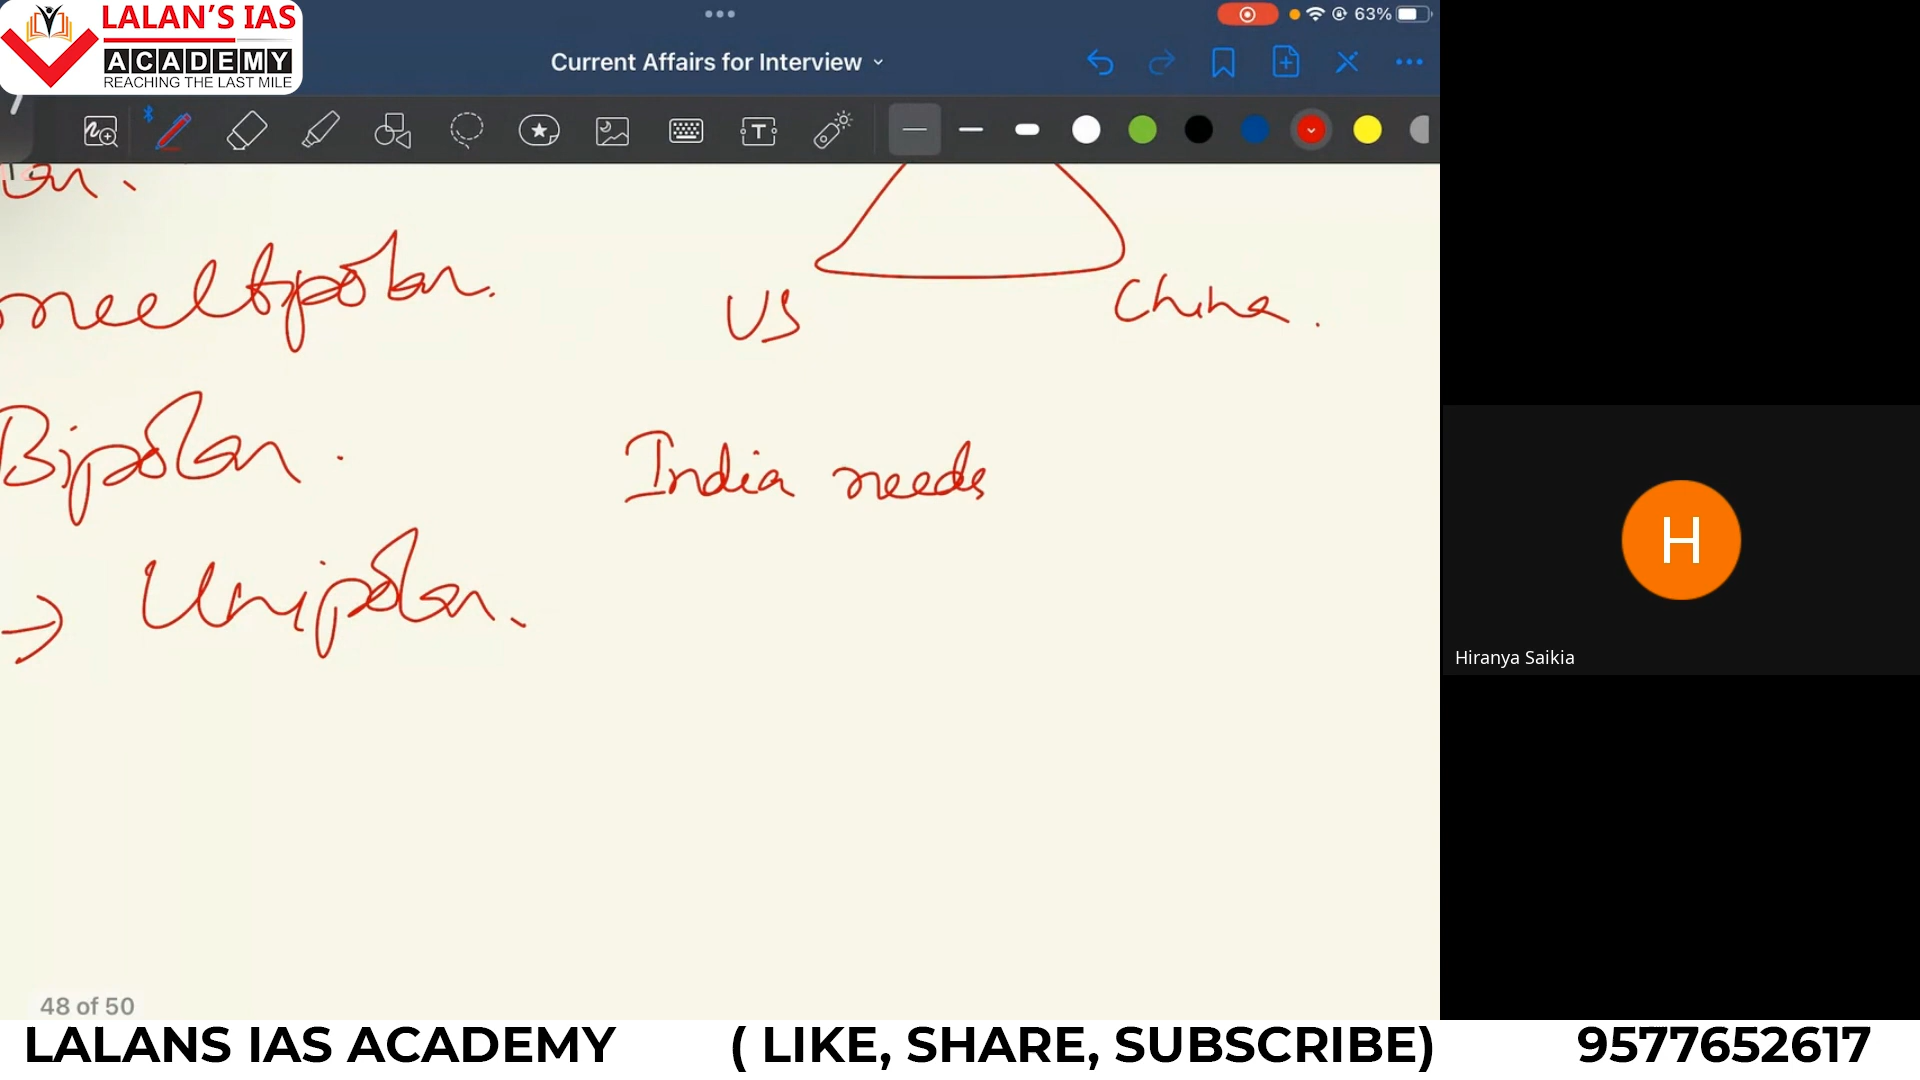 LALAN'S IAS
ACADEMY
REACHING THE LAST MILE
63%
Current Affairs for Interview
T
multipolar.
US
China.
Bipolar.
India needs
→ Unipolar.
H
Hiranya Saikia
48 of 50
LALANS IAS ACADEMY ( LIKE, SHARE, SUBSCRIBE) 9577652617